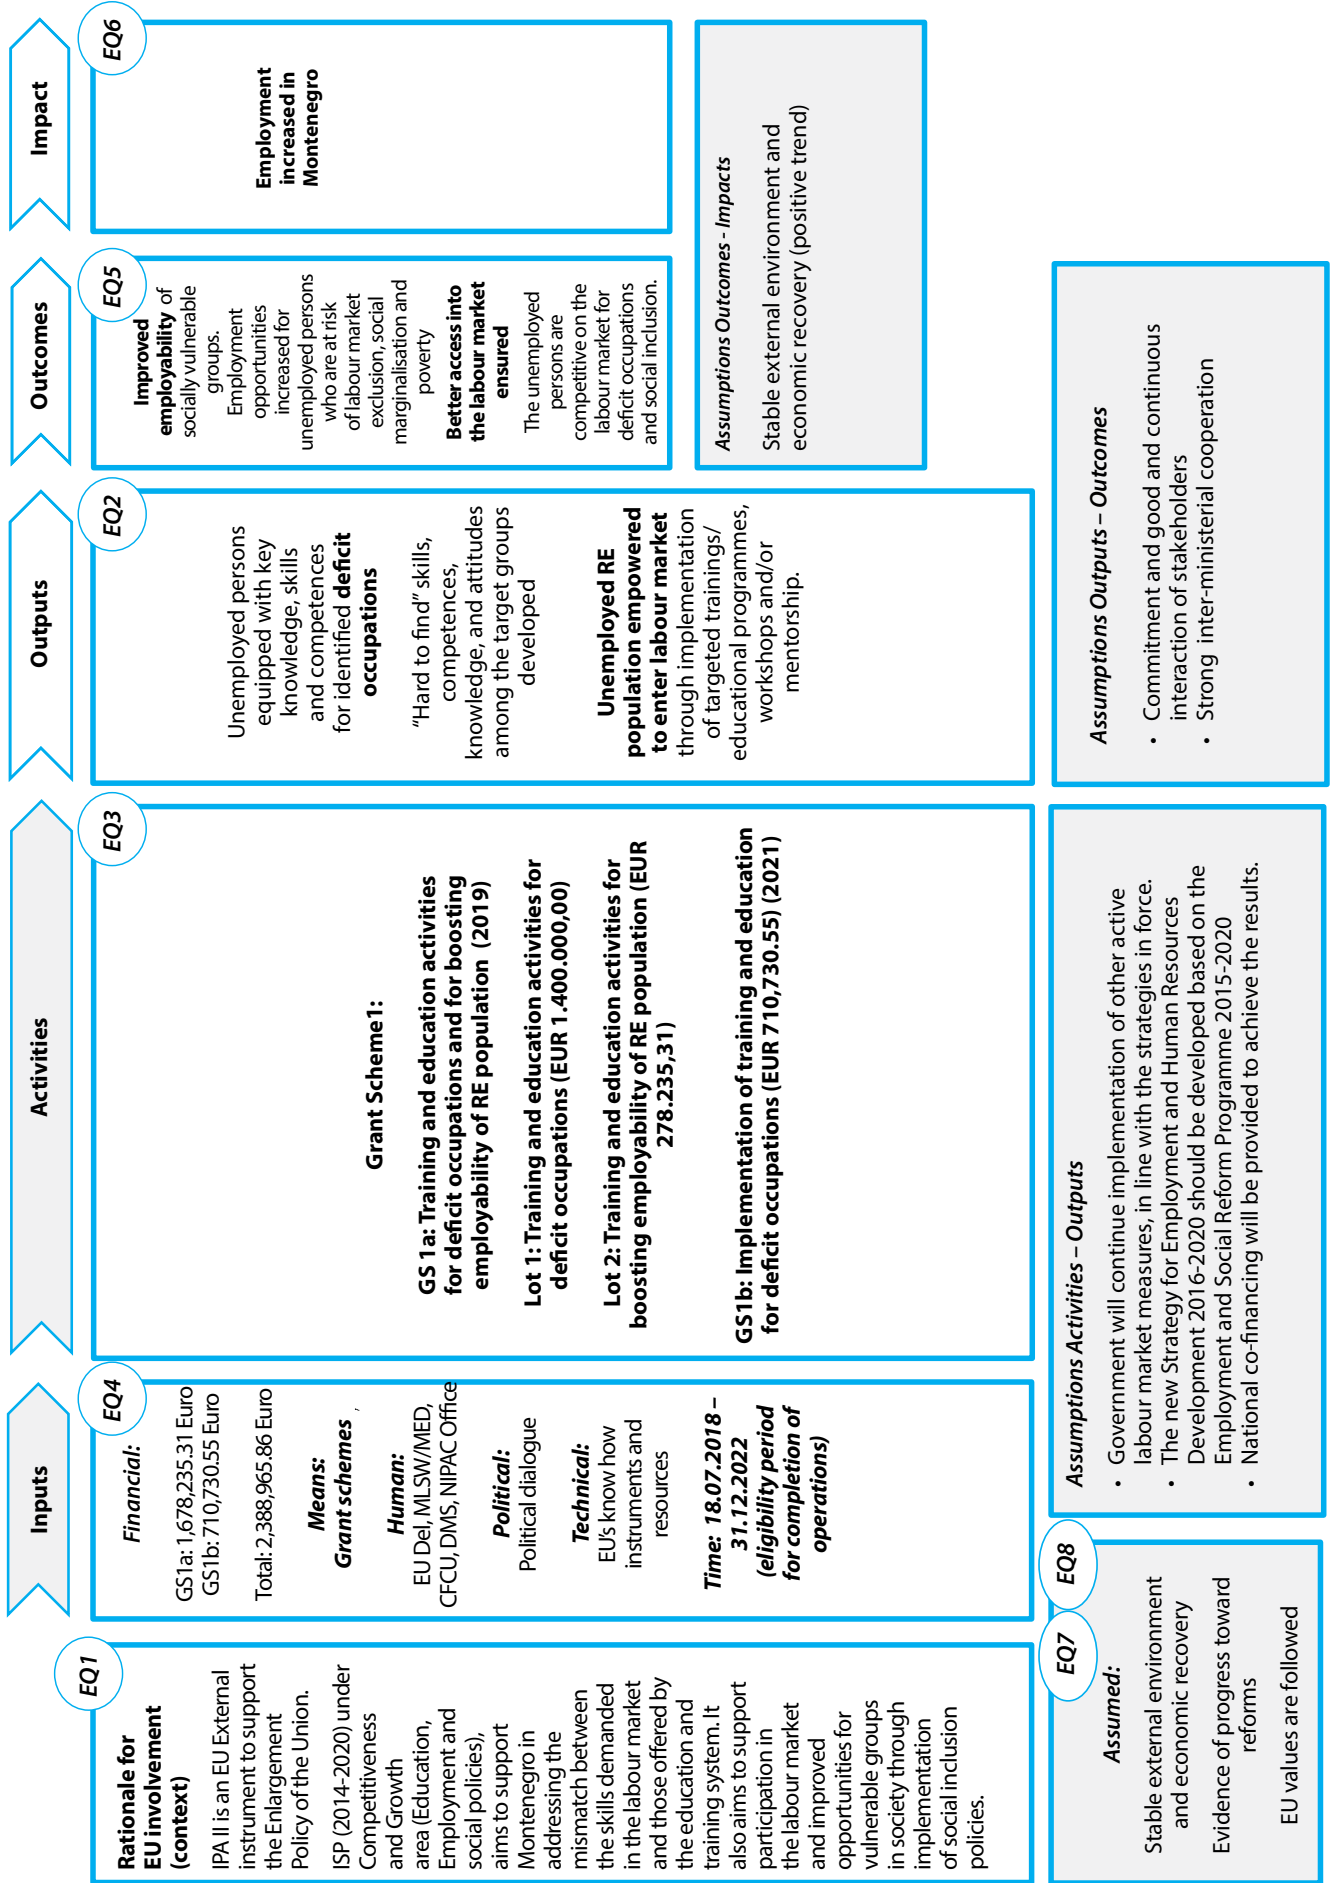 Inputs
Activities
Outputs
Outcomes
Impact
EQ1
Rationale for
EU involvement
(context)
IPA II is an EU External
instrument to support
the Enlargement
Policy of the Union.
ISP (2014-2020) under
Competitiveness
and Growth
area (Education,
Employment and
social policies),
aims to support
Montenegro in
addressing the
mismatch between
the skills demanded
in the labour market
and those offered by
the education and
training system. It
also aims to support
participation in
the labour market
and improved
opportunities for
vulnerable groups
in society through
implementation
of social inclusion
policies.
EQ4
Financial:
GS1a: 1,678,235.31 Euro
GS1b: 710,730.55 Euro
Total: 2,388,965.86 Euro
Means:
Grant schemes ,
Human:
EU Del, MLSW/MED,
CFCU, DMS, NIPAC Office
Political:
Political dialogue
Technical:
EU's know how
instruments and
resources
Time: 18.07.2018 –
31.12.2022
(eligibility period
for completion of
operations)
EQ3
Grant Scheme1:
GS 1a: Training and education activities
for deficit occupations and for boosting
employability of RE population (2019)
Lot 1: Training and education activities for
deficit occupations (EUR 1.400.000,00)
Lot 2: Training and education activities for
boosting employability of RE population (EUR
278.235,31)
GS1b: Implementation of training and education
for deficit occupations (EUR 710,730.55) (2021)
EQ2
Unemployed persons
equipped with key
knowledge, skills
and competences
for identified deficit
occupations
"Hard to find" skills,
competences,
knowledge, and attitudes
among the target groups
developed
Unemployed RE
population empowered
to enter labour market
through implementation
of targeted trainings/
educational programmes,
workshops and/or
mentorship.
EQ5
Improved
employability of
socially vulnerable
groups.
Employment
opportunities
increased for
unemployed persons
who are at risk
of labour market
exclusion, social
marginalisation and
poverty
Better access into
the labour market
ensured
The unemployed
persons are
competitive on the
labour market for
deficit occupations
and social inclusion.
EQ6
Employment
increased in
Montenegro
EQ7
EQ8
Assumed:
Stable external environment
and economic recovery
Evidence of progress toward
reforms
EU values are followed
Assumptions Activities – Outputs
• Government will continue implementation of other active
labour market measures, in line with the strategies in force.
• The new Strategy for Employment and Human Resources
Development 2016-2020 should be developed based on the
Employment and Social Reform Programme 2015-2020
• National co-financing will be provided to achieve the results.
Assumptions Outputs – Outcomes
• Commitment and good and continuous
interaction of stakeholders
• Strong inter-ministerial cooperation
Assumptions Outcomes - Impacts
Stable external environment and
economic recovery (positive trend)